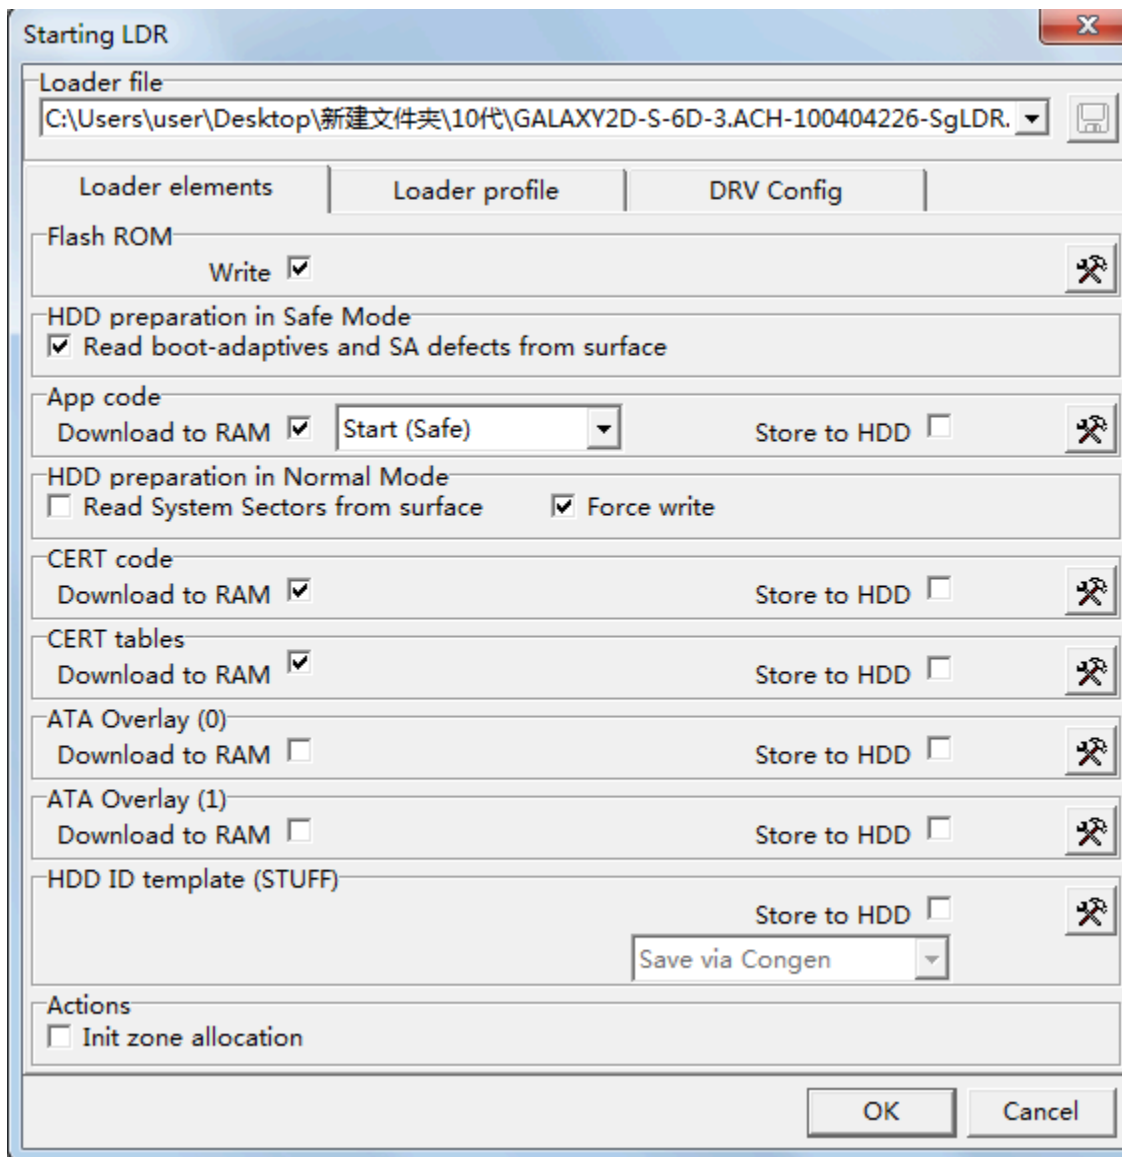 Starting LDR
Loader file
C:\Users\user\Desktop\新建文件夹\10代\GALAXY2D-S-6D-3.ACH-100404226-SgLDR.
Loader elements Loader profile DRV Config
Flash ROM
Write
HDD preparation in Safe Mode
Read boot-adaptives and SA defects from surface
App code
Download to RAM Start (Safe) Store to HDD
HDD preparation in Normal Mode
Read System Sectors from surface Force write
CERT code
Download to RAM Store to HDD
CERT tables
Download to RAM Store to HDD
ATA Overlay (0)
Download to RAM Store to HDD
ATA Overlay (1)
Download to RAM Store to HDD
HDD ID template (STUFF)
Store to HDD
Save via Congen
Actions
Init zone allocation
OK Cancel